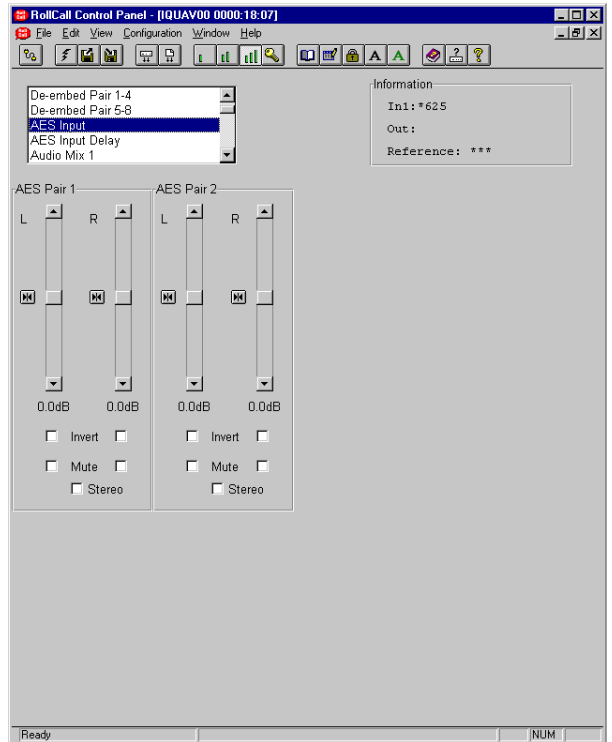 RollCall Control Panel - [IQUAV00 0000:18:07]
File Edit View Configuration Window Help
De-embed Pair 1-4
De-embed Pair 5-8
AES Input
AES Input Delay
Audio Mix 1
Information
In1:*625
Out:
Reference: ***
AES Pair 1
AES Pair 2
L R L R
0.0dB 0.0dB 0.0dB 0.0dB
Invert Invert
Mute Mute
Stereo Stereo
Ready NUM